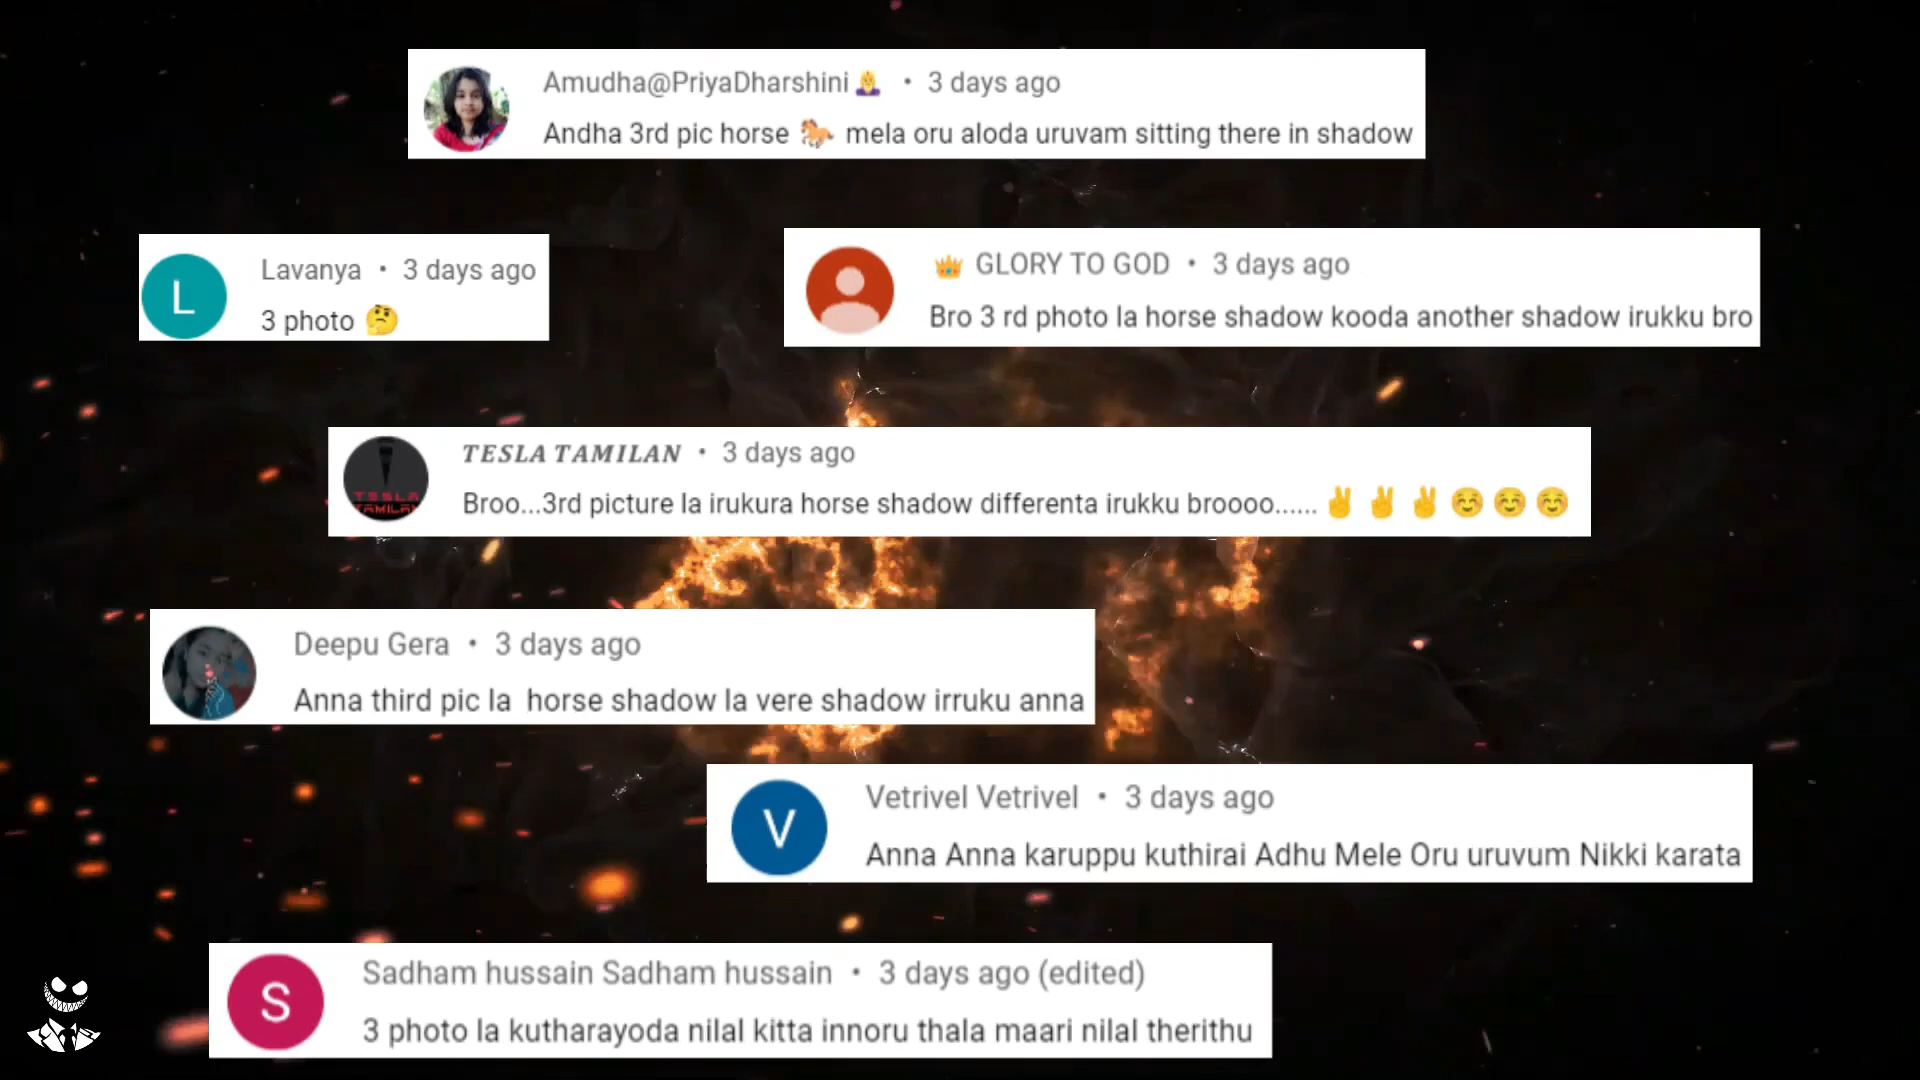 Amudha@PriyaDharshini🤱 • 3 days ago
Andha 3rd pic horse 🐎 mela oru aloda uruvam sitting there in shadow
Lavanya • 3 days ago
L
3 photo 🤔
👑 GLORY TO GOD • 3 days ago
Bro 3 rd photo la horse shadow kooda another shadow irukku bro
TESLA TAMILAN • 3 days ago
TESLA
TAMILAN
Broo...3rd picture la irukura horse shadow differenta irukku broooo...... ✌️ ✌️ ✌️ ☺️ ☺️ ☺️
Deepu Gera • 3 days ago
Anna third pic la horse shadow la vere shadow irruku anna
Vetrivel Vetrivel • 3 days ago
V
Anna Anna karuppu kuthirai Adhu Mele Oru uruvum Nikki karata
Sadham hussain Sadham hussain • 3 days ago (edited)
S
3 photo la kutharayoda nilal kitta innoru thala maari nilal therithu